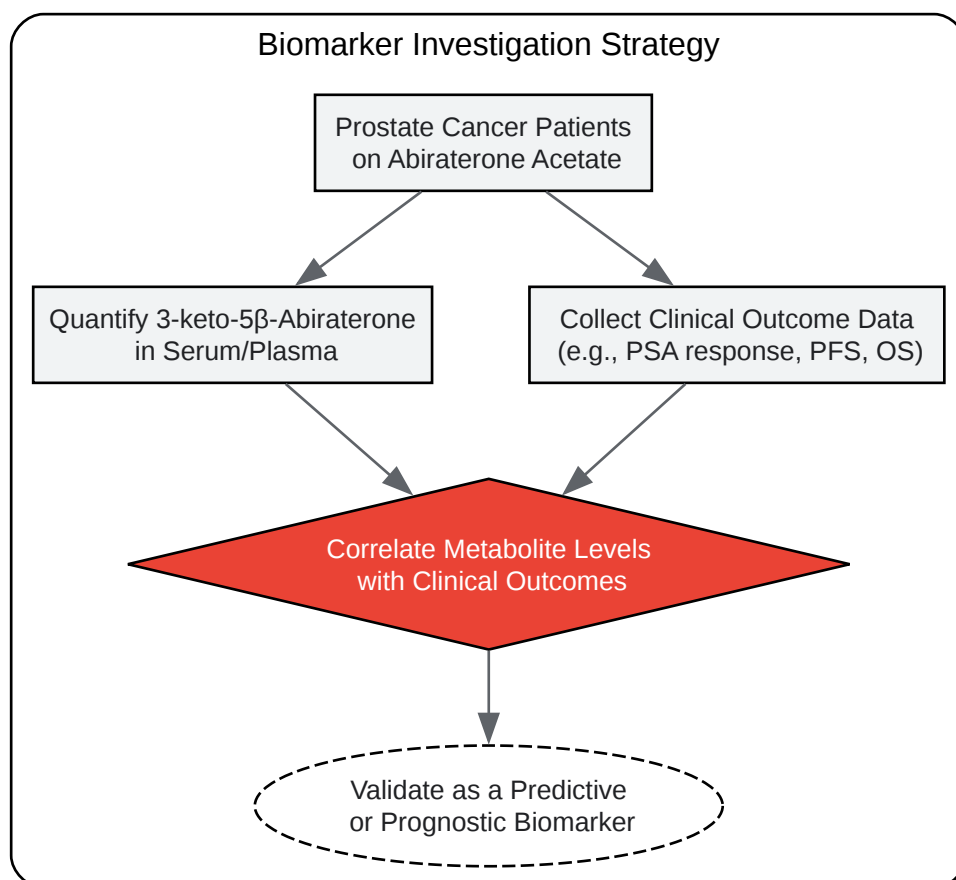 Biomarker Investigation Strategy
Prostate Cancer Patients
on Abiraterone Acetate
Quantify 3-keto-5β-Abiraterone
in Serum/Plasma
Collect Clinical Outcome Data
(e.g., PSA response, PFS, OS)
Correlate Metabolite Levels
with Clinical Outcomes
Validate as a Predictive
or Prognostic Biomarker